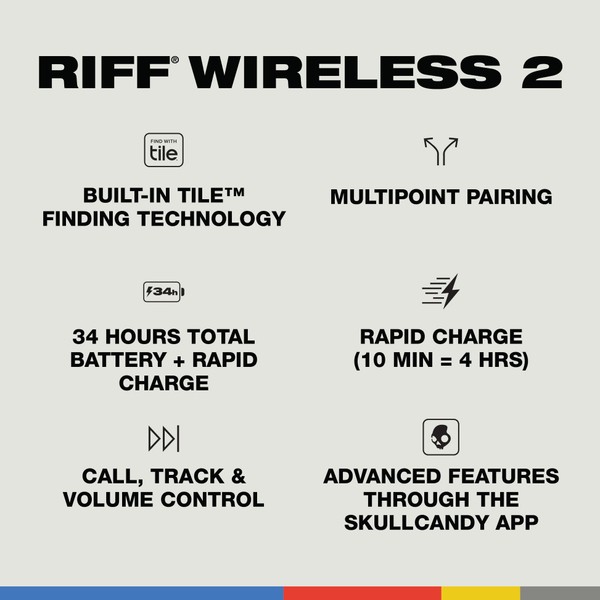 RIFF® WIRELESS 2
FIND WITH
tile
BUILT-IN TILE™
FINDING TECHNOLOGY
MULTIPOINT PAIRING
34h
34 HOURS TOTAL
BATTERY + RAPID
CHARGE
RAPID CHARGE
(10 MIN = 4 HRS)
CALL, TRACK &
VOLUME CONTROL
ADVANCED FEATURES
THROUGH THE
SKULLCANDY APP